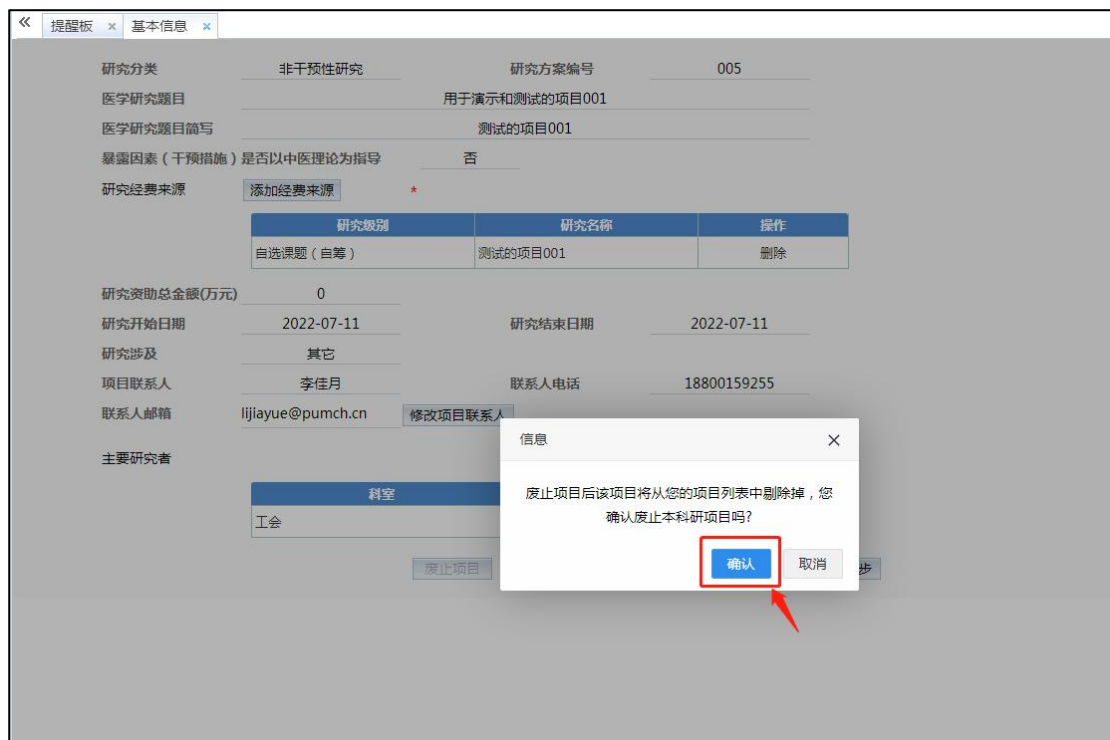 提醒板 × 基本信息 ×
研究分类 非干预性研究 研究方案编号 005
医学研究题目 用于演示和测试的项目001
医学研究题目简写 测试的项目001
暴露因素（干预措施）是否以中医理论为指导 否
研究经费来源 添加经费来源 *
研究级别 研究名称 操作
自选课题（自筹） 测试的项目001 删除
研究资助总金额(万元) 0
研究开始日期 2022-07-11 研究结束日期 2022-07-11
研究涉及 其它
项目联系人 李佳月 联系人电话 18800159255
联系人邮箱 lijiayue@pumch.cn 修改项目联系人
主要研究者
科室
工会
废止项目 步
信息 ×
废止项目后该项目将从您的项目列表中剔除掉，您
确认废止本科研项目吗?
确认 取消